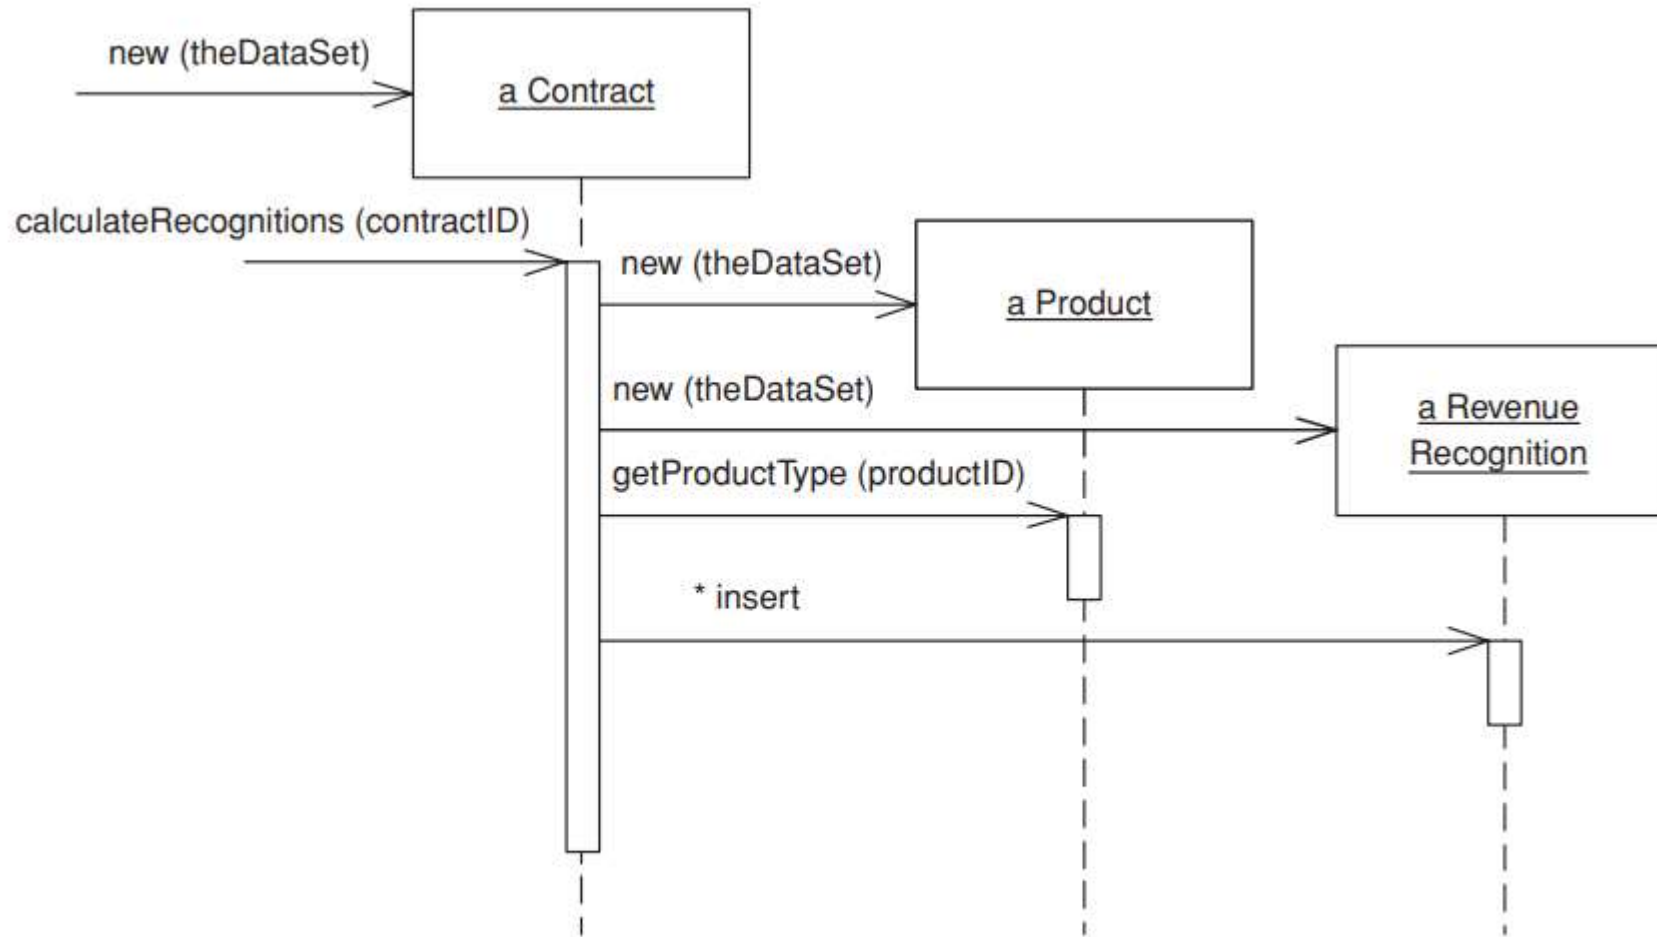 new (theDataSet)
a Contract
calculateRecognitions (contractID)
new (theDataSet)
a Product
new (theDataSet)
a Revenue
Recognition
getProductType (productID)
* insert